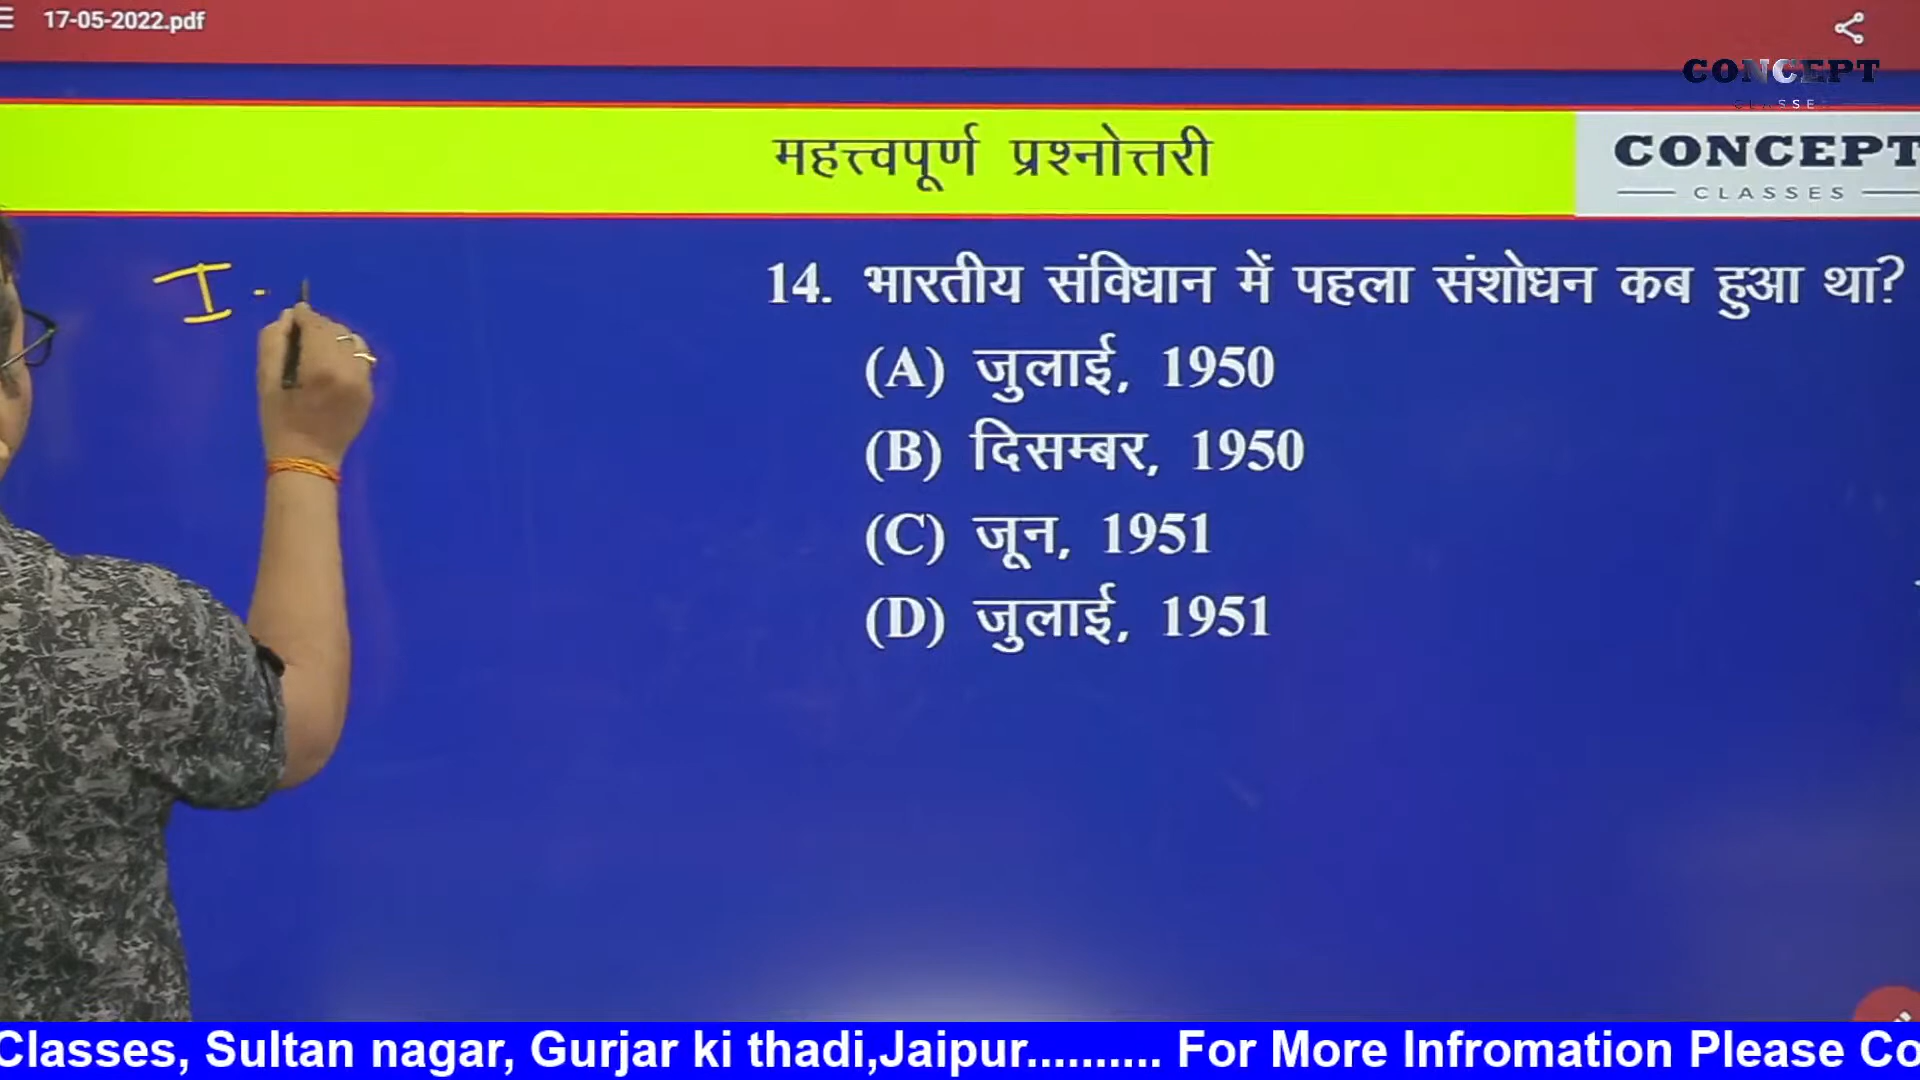 17-05-2022.pdf
CONCEPT
CLASSES
महत्त्वपूर्ण प्रश्नोत्तरी
CONCEPT
CLASSES
I.
14. भारतीय संविधान में पहला संशोधन कब हुआ था?
(A) जुलाई, 1950
(B) दिसम्बर, 1950
(C) जून, 1951
(D) जुलाई, 1951
Classes, Sultan nagar, Gurjar ki thadi,Jaipur.......... For More Infromation Please Co